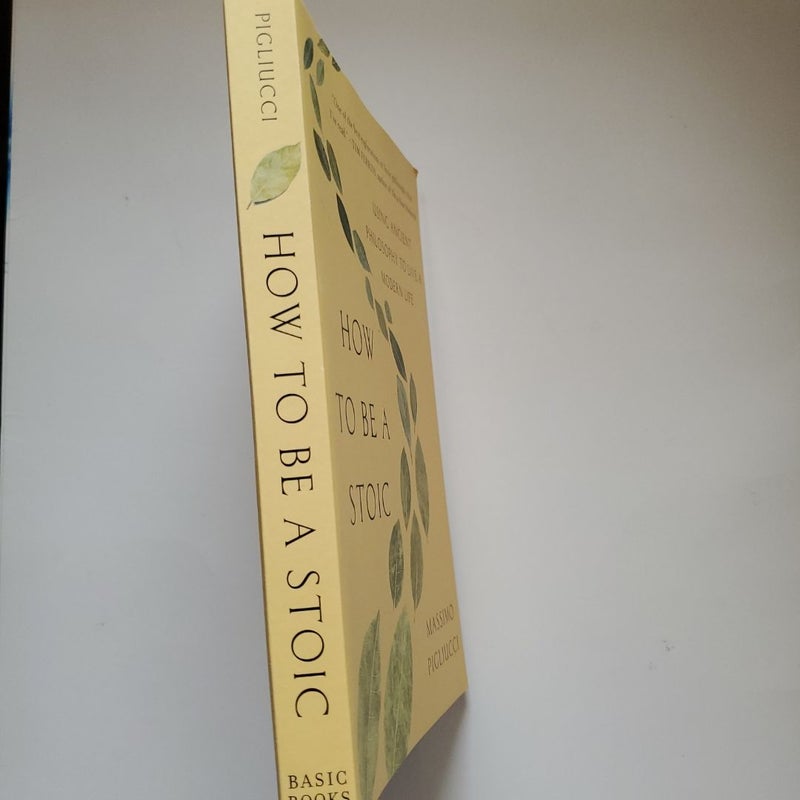 PIGLIUCCI
HOW TO BE A STOIC
BASIC
BOOKS
USING ANCIENT
PHILOSOPHY TO LIVE A
MODERN LIFE
HOW
TO BE A
STOIC
MASSIMO
PIGLIUCCI